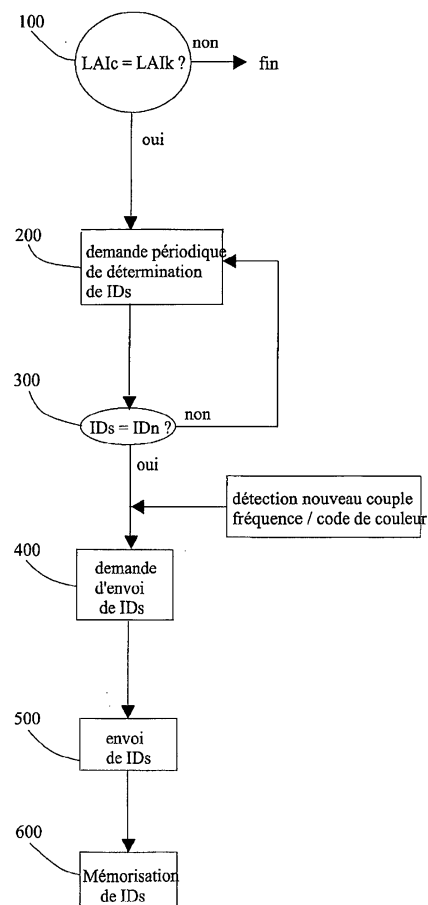 100
non
LAIc = LAIk ?
fin
oui
200
demande périodique
de détermination
de IDs
300
non
IDs = IDn ?
oui
détection nouveau couple
fréquence / code de couleur
400
demande
d'envoi
de IDs
500
envoi
de IDs
600
Mémorisation
de IDs